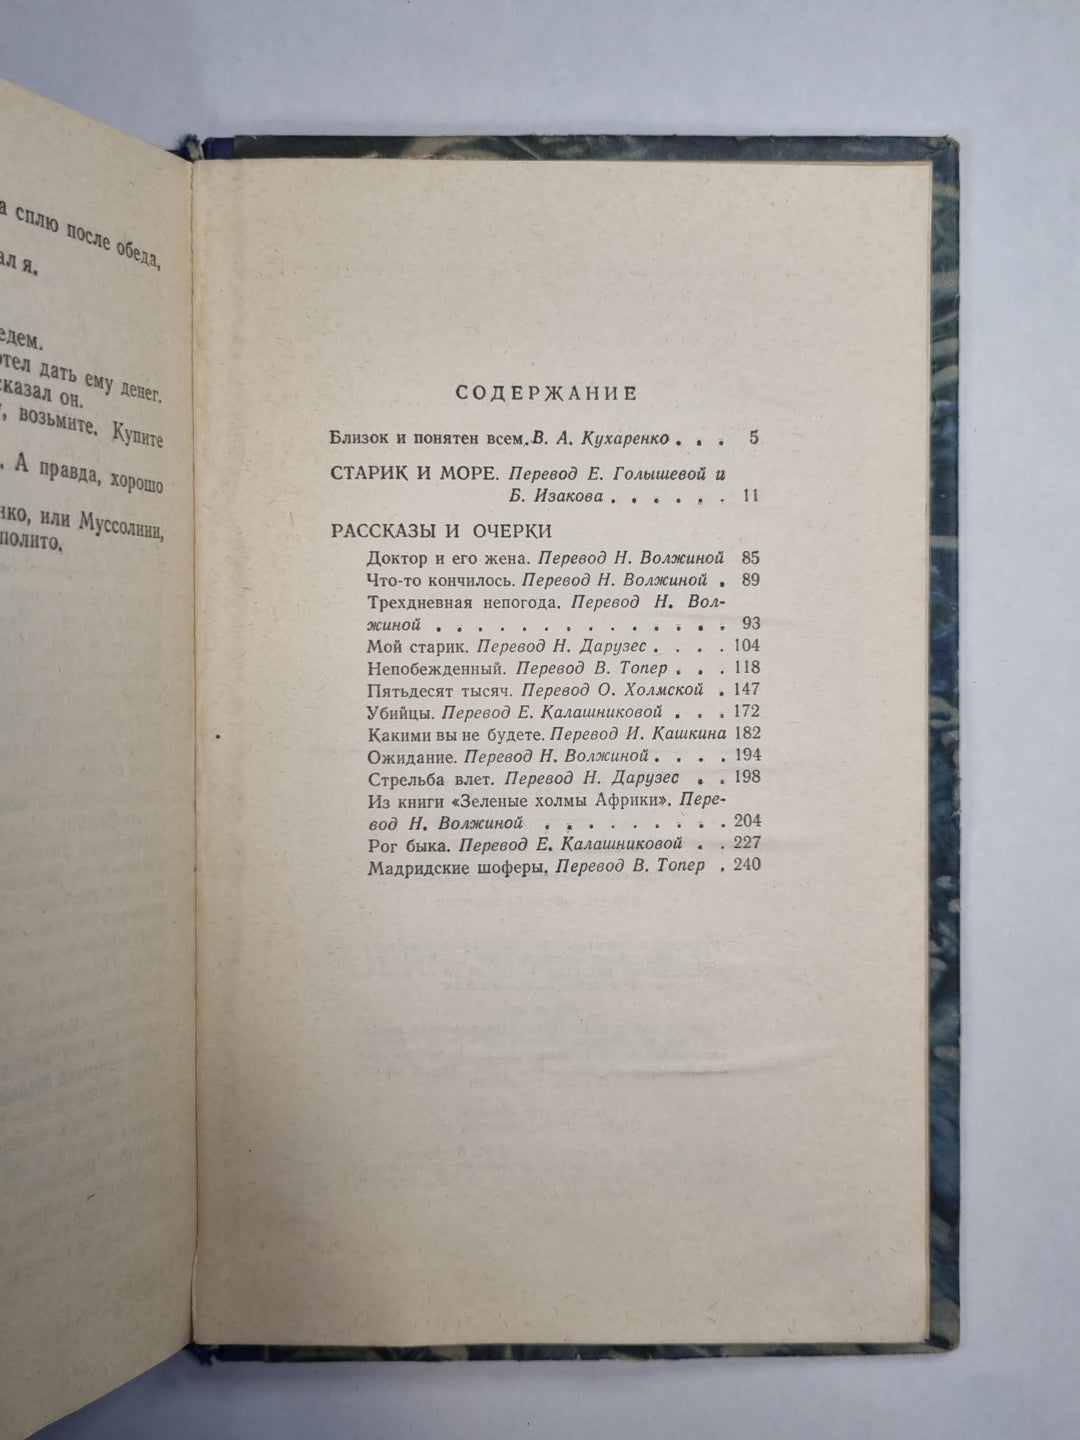 а сплю после обеда,
ал я.
едем.
отел дать ему денег.
сказал он.
, возьмите. Купите
. А правда, хорошо
нко, или Муссолини,
полито.
СОДЕРЖАНИЕ
Близок и понятен всем. В. А. Кухаренко . . . 5
СТАРИК И МОРЕ. Перевод Е. Голышевой и
Б. Изакова . . . . . . 11
РАССКАЗЫ И ОЧЕРКИ
Доктор и его жена. Перевод Н. Волжиной 85
Что-то кончилось. Перевод Н. Волжиной . 89
Трехдневная непогода. Перевод Н. Вол-
жиной . . . . . . . . . . . . . . 93
Мой старик. Перевод Н. Дарузес . . . . 104
Непобежденный. Перевод В. Топер . . . 118
Пятьдесят тысяч. Перевод О. Холмской . 147
Убийцы. Перевод Е. Калашниковой . . . 172
Какими вы не будете. Перевод И. Кашкина 182
Ожидание. Перевод Н. Волжиной . . . . 194
Стрельба влет. Перевод Н. Дарузес . . 198
Из книги «Зеленые холмы Африки». Пере-
вод Н. Волжиной . . . . . . . . . 204
Рог быка. Перевод Е. Калашниковой . . 227
Мадридские шоферы. Перевод В. Топер . 240